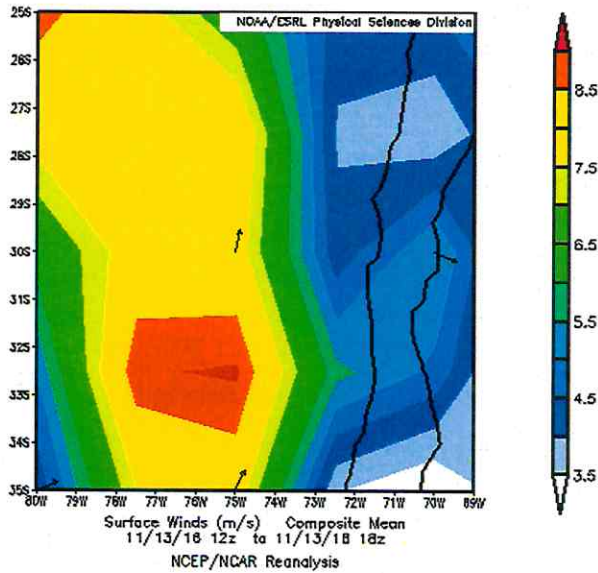 NOAA/ESRL Physical Sciences Division
25S
26S
27S
28S
29S
30S
31S
32S
33S
34S
35S
80W 79W 78W 77W 76W 75W 74W 73W 72W 71W 70W 69W
8.5
7.5
6.5
5.5
4.5
3.5
Surface Winds (m/s) Composite Mean
11/13/16 12z to 11/13/16 18z
NCEP/NCAR Reanalysis